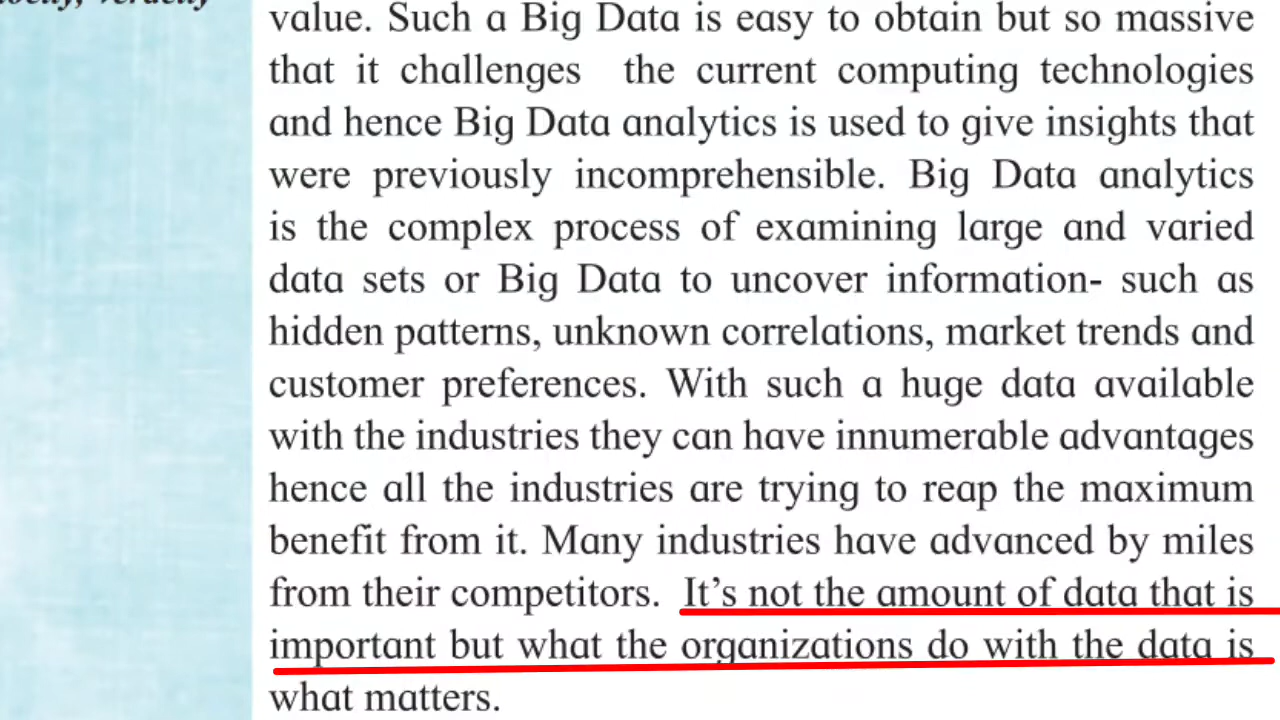 value. Such a Big Data is easy to obtain but so massive
that it challenges the current computing technologies
and hence Big Data analytics is used to give insights that
were previously incomprehensible. Big Data analytics
is the complex process of examining large and varied
data sets or Big Data to uncover information- such as
hidden patterns, unknown correlations, market trends and
customer preferences. With such a huge data available
with the industries they can have innumerable advantages
hence all the industries are trying to reap the maximum
benefit from it. Many industries have advanced by miles
from their competitors. It's not the amount of data that is
important but what the organizations do with the data is
what matters.